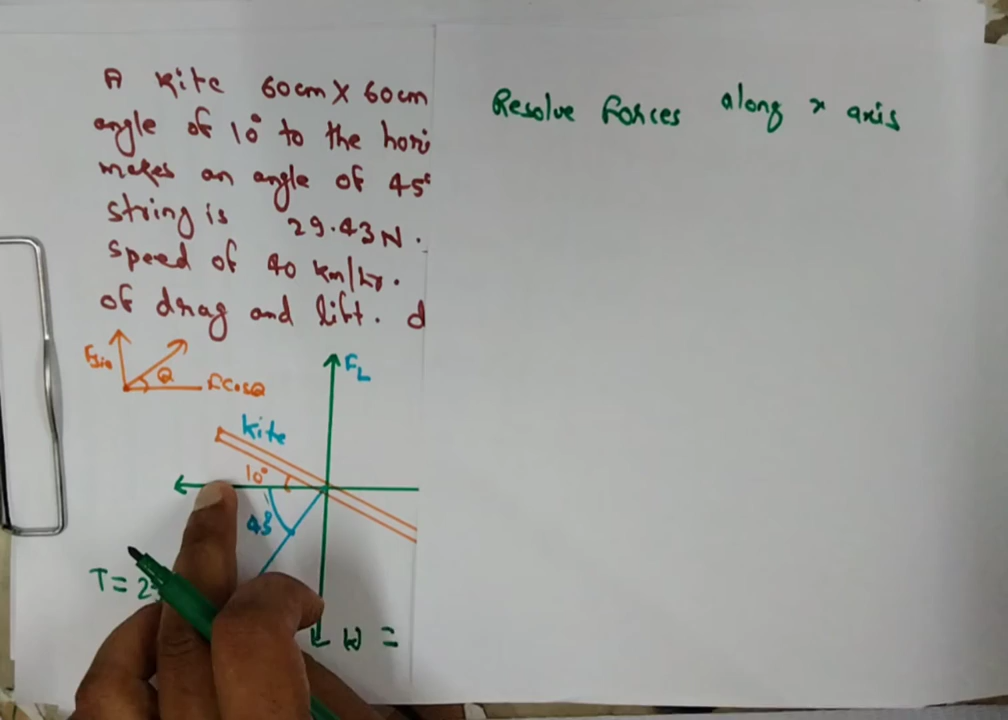 A kite 60cm X 60cm
angle of 10° to the hori
makes an angle of 45°
string is 29.43N.
speed of 40 km/hr.
of drag and lift. d
Resolve Forces along x axis
Fsin
θ
Fcosθ
FL
kite
10°
45
T = 2
W =